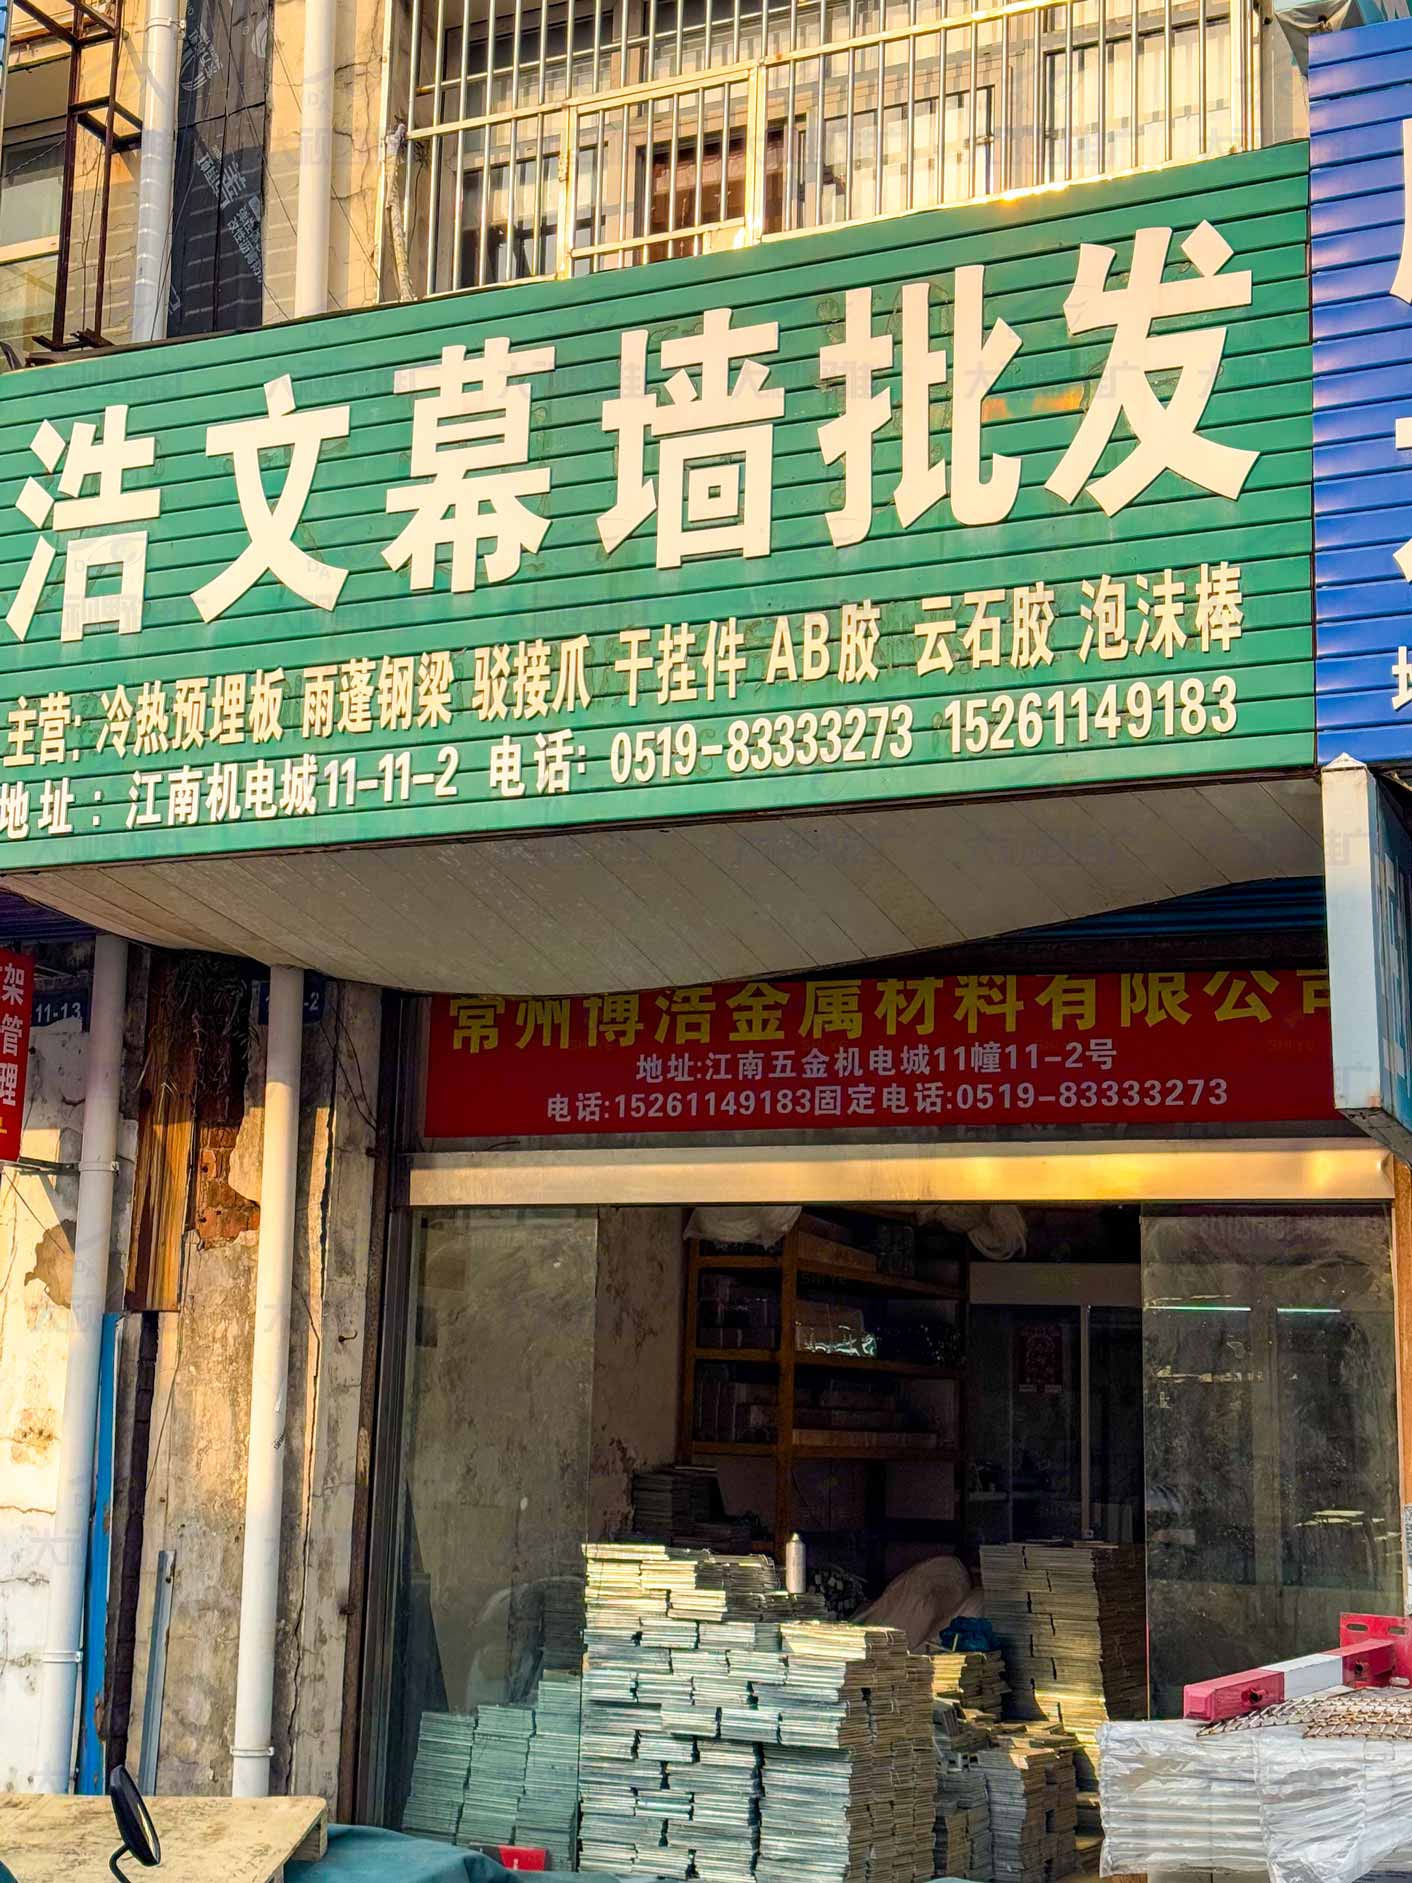 浩文幕墙批发
主营: 冷热预埋板 雨蓬钢梁 驳接爪 干挂件 AB胶 云石胶 泡沫棒
地址: 江南机电城11-11-2 电话: 0519-83333273 15261149183
架管理
11-13
常州博浩金属材料有限公司
地址:江南五金机电城11幢11-2号
电话:15261149183固定电话:0519-83333273